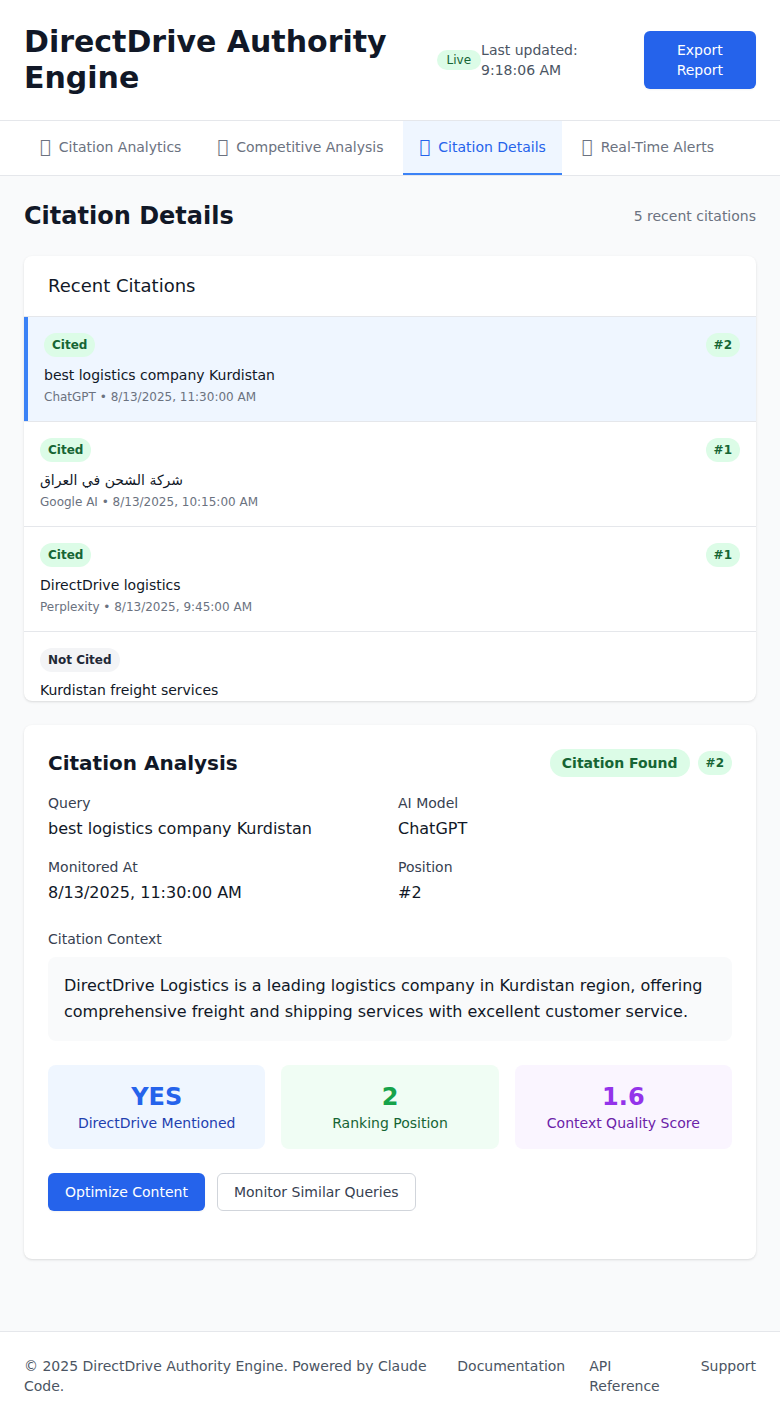 DirectDrive Authority
Engine
Live
Last updated:
9:18:06 AM
Export
Report
Citation Analytics
Competitive Analysis
Citation Details
Real-Time Alerts
Citation Details
5 recent citations
Recent Citations
Cited
#2
best logistics company Kurdistan
ChatGPT • 8/13/2025, 11:30:00 AM
Cited
#1
شركة الشحن في العراق
Google AI • 8/13/2025, 10:15:00 AM
Cited
#1
DirectDrive logistics
Perplexity • 8/13/2025, 9:45:00 AM
Not Cited
Kurdistan freight services
Citation Analysis
Citation Found
#2
Query
best logistics company Kurdistan
AI Model
ChatGPT
Monitored At
8/13/2025, 11:30:00 AM
Position
#2
Citation Context
DirectDrive Logistics is a leading logistics company in Kurdistan region, offering
comprehensive freight and shipping services with excellent customer service.
YES
DirectDrive Mentioned
2
Ranking Position
1.6
Context Quality Score
Optimize Content
Monitor Similar Queries
© 2025 DirectDrive Authority Engine. Powered by Claude
Code.
Documentation
API
Reference
Support